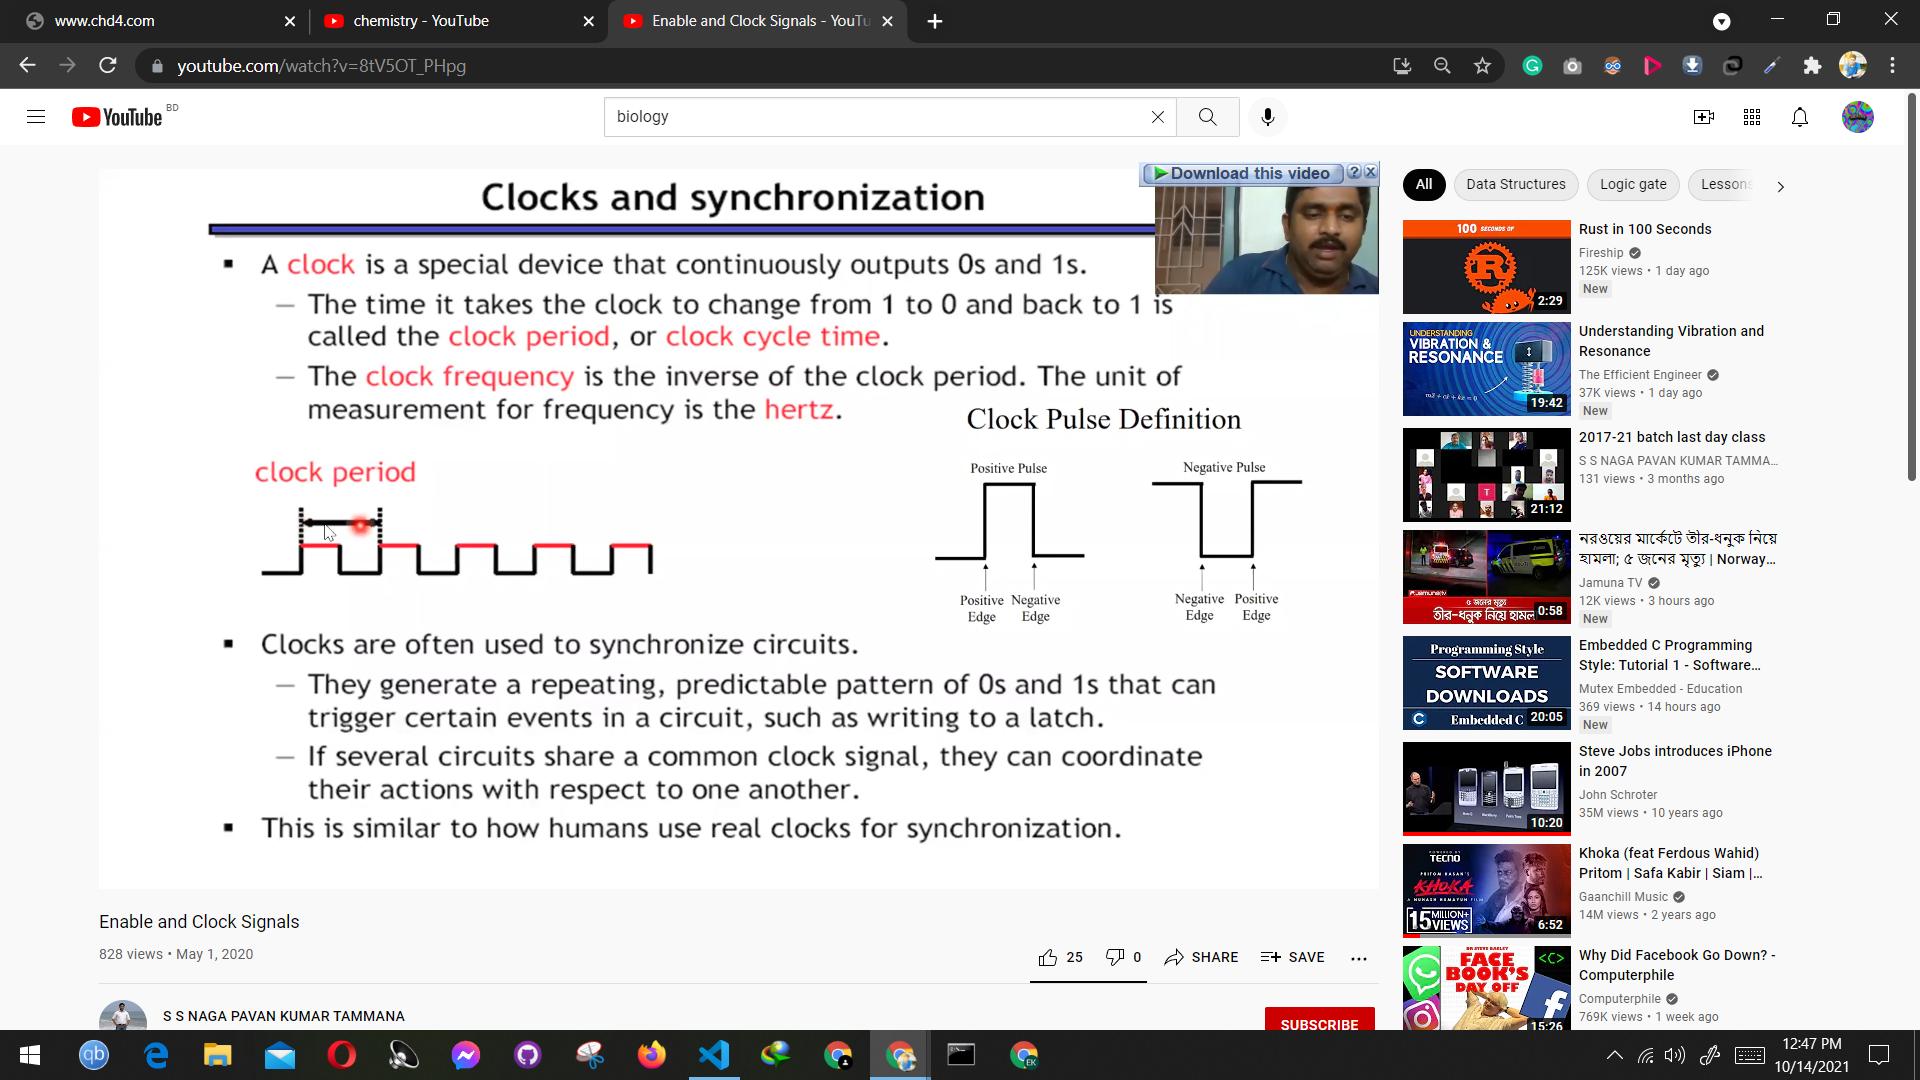 www.chd4.com
chemistry - YouTube
Enable and Clock Signals - YouTu
youtube.com/watch?v=8tV5OT_PHpg
YouTube BD
biology
Clocks and synchronization
Download this video
A clock is a special device that continuously outputs 0s and 1s.
– The time it takes the clock to change from 1 to 0 and back to 1 is
called the clock period, or clock cycle time.
– The clock frequency is the inverse of the clock period. The unit of
measurement for frequency is the hertz.
Clock Pulse Definition
clock period
Positive Pulse
Negative Pulse
Positive Edge
Negative Edge
Negative Edge
Positive Edge
Clocks are often used to synchronize circuits.
– They generate a repeating, predictable pattern of 0s and 1s that can
trigger certain events in a circuit, such as writing to a latch.
– If several circuits share a common clock signal, they can coordinate
their actions with respect to one another.
This is similar to how humans use real clocks for synchronization.
Enable and Clock Signals
828 views • May 1, 2020
25
0
SHARE
SAVE
S S NAGA PAVAN KUMAR TAMMANA
SUBSCRIBE
All
Data Structures
Logic gate
Lessons
100 SECONDS OF
2:29
Rust in 100 Seconds
Fireship
125K views • 1 day ago
New
UNDERSTANDING
VIBRATION &
RESONANCE
19:42
Understanding Vibration and
Resonance
The Efficient Engineer
37K views • 1 day ago
New
T
21:12
2017-21 batch last day class
S S NAGA PAVAN KUMAR TAMMA...
131 views • 3 months ago
৫ জনের মৃত্যু
তীর-ধনুক নিয়ে হামলা
0:58
নরওয়ের মার্কেটে তীর-ধনুক নিয়ে
হামলা; ৫ জনের মৃত্যু | Norway...
Jamuna TV
12K views • 3 hours ago
New
Programming Style
SOFTWARE
DOWNLOADS
Embedded C
20:05
Embedded C Programming
Style: Tutorial 1 - Software...
Mutex Embedded - Education
369 views • 14 hours ago
New
10:20
Steve Jobs introduces iPhone
in 2007
John Schroter
35M views • 10 years ago
TECNO
KHOKA
15 MILLION+
VIEWS
6:52
Khoka (feat Ferdous Wahid)
Pritom | Safa Kabir | Siam |...
Gaanchill Music
14M views • 2 years ago
FACE
BOOK'S
DAY OFF
<C>
15:26
Why Did Facebook Go Down? -
Computerphile
Computerphile
769K views • 1 week ago
qb
EK
12:47 PM
10/14/2021